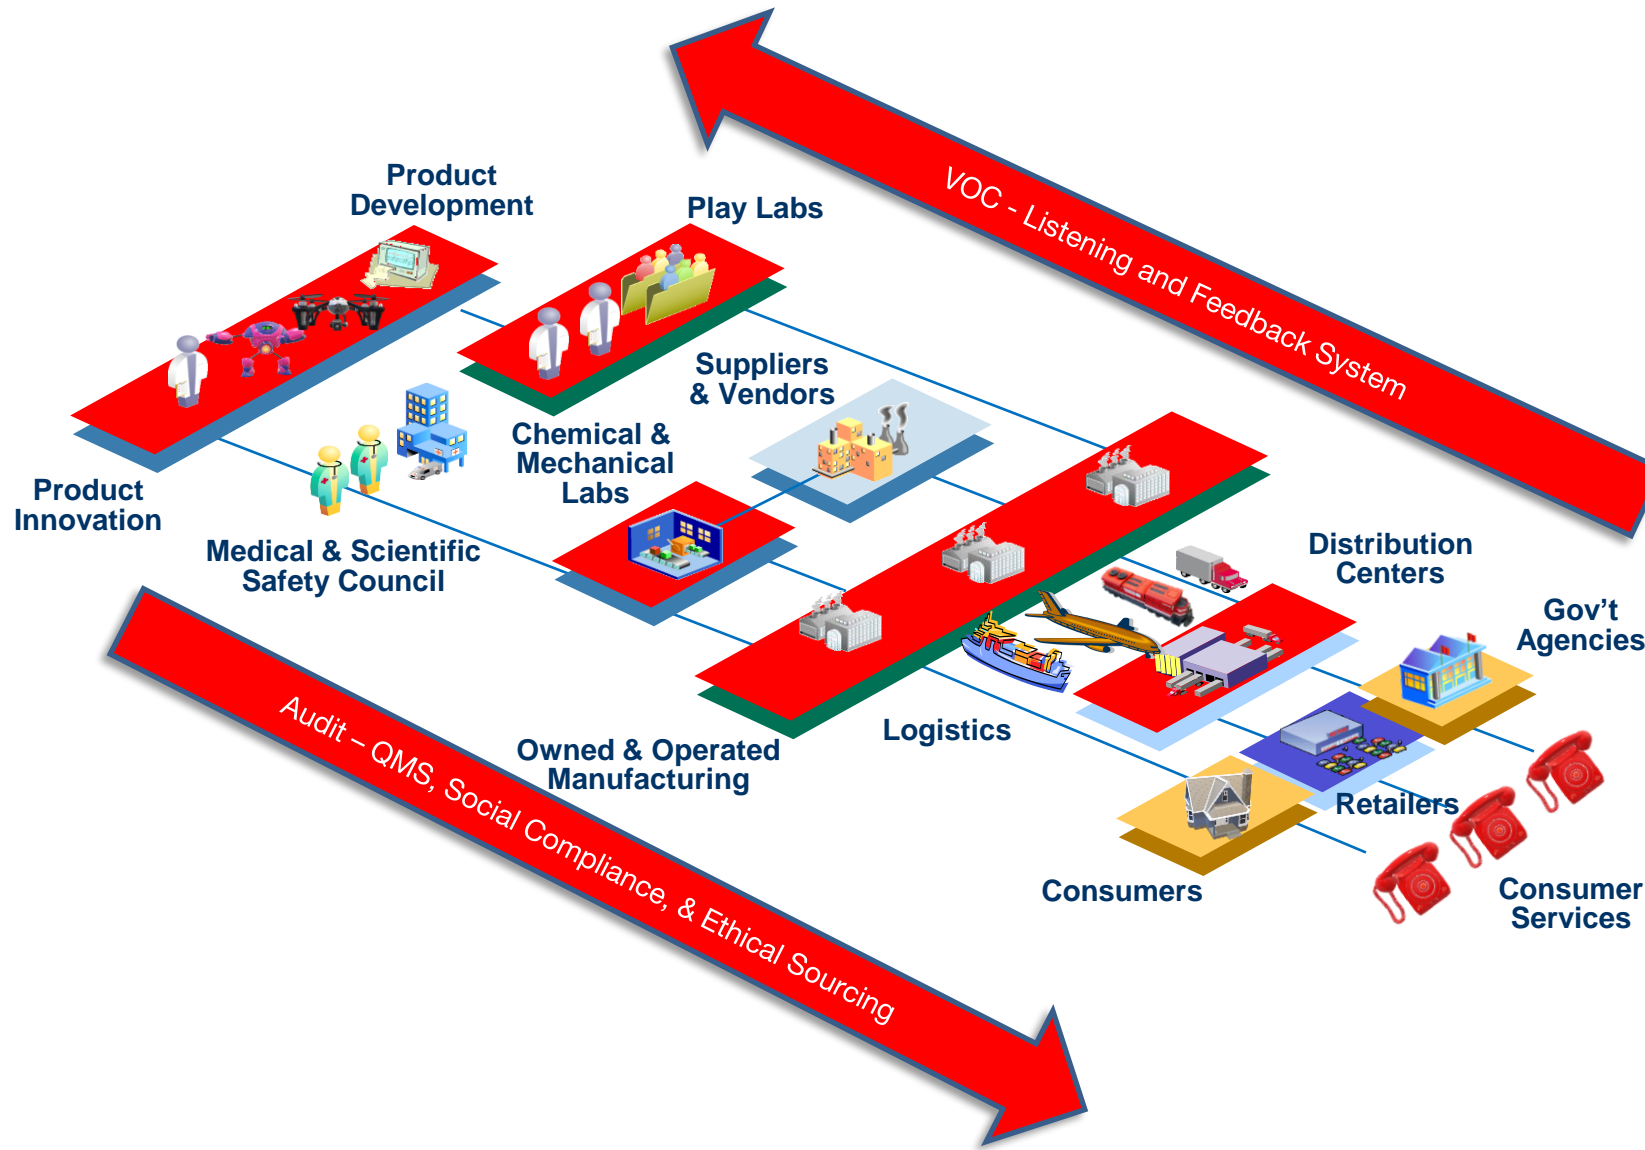 VOC - Listening and Feedback System
Product
Development
Play Labs
Suppliers
& Vendors
Chemical &
Mechanical
Labs
Product
Innovation
Medical & Scientific
Safety Council
Distribution
Centers
Gov’t
Agencies
Owned & Operated
Manufacturing
Logistics
Retailers
Consumers
Consumer
Services
Audit – QMS, Social Compliance, & Ethical Sourcing